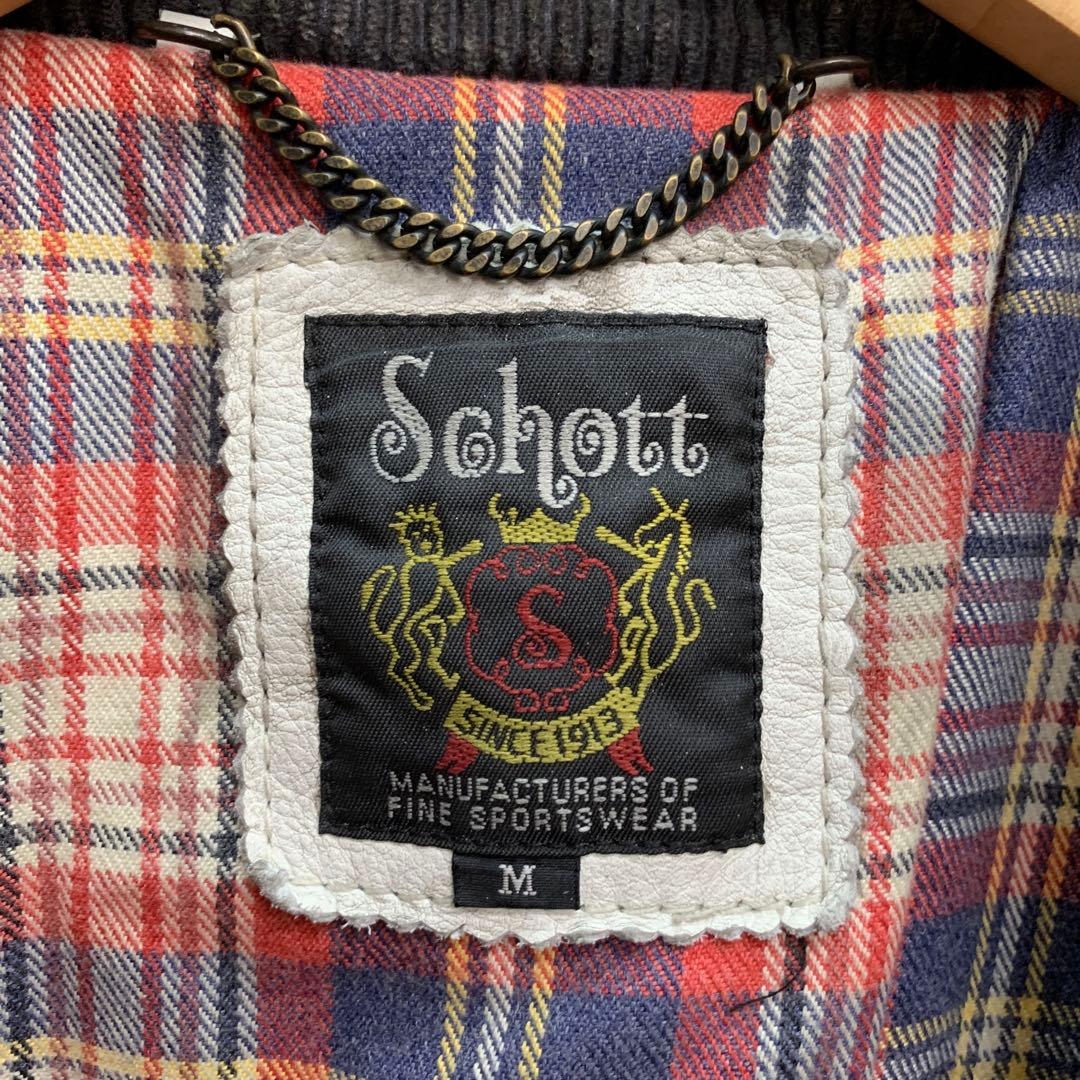 Schott
S
SINCE 1913
MANUFACTURERS OF
FINE SPORTSWEAR
M